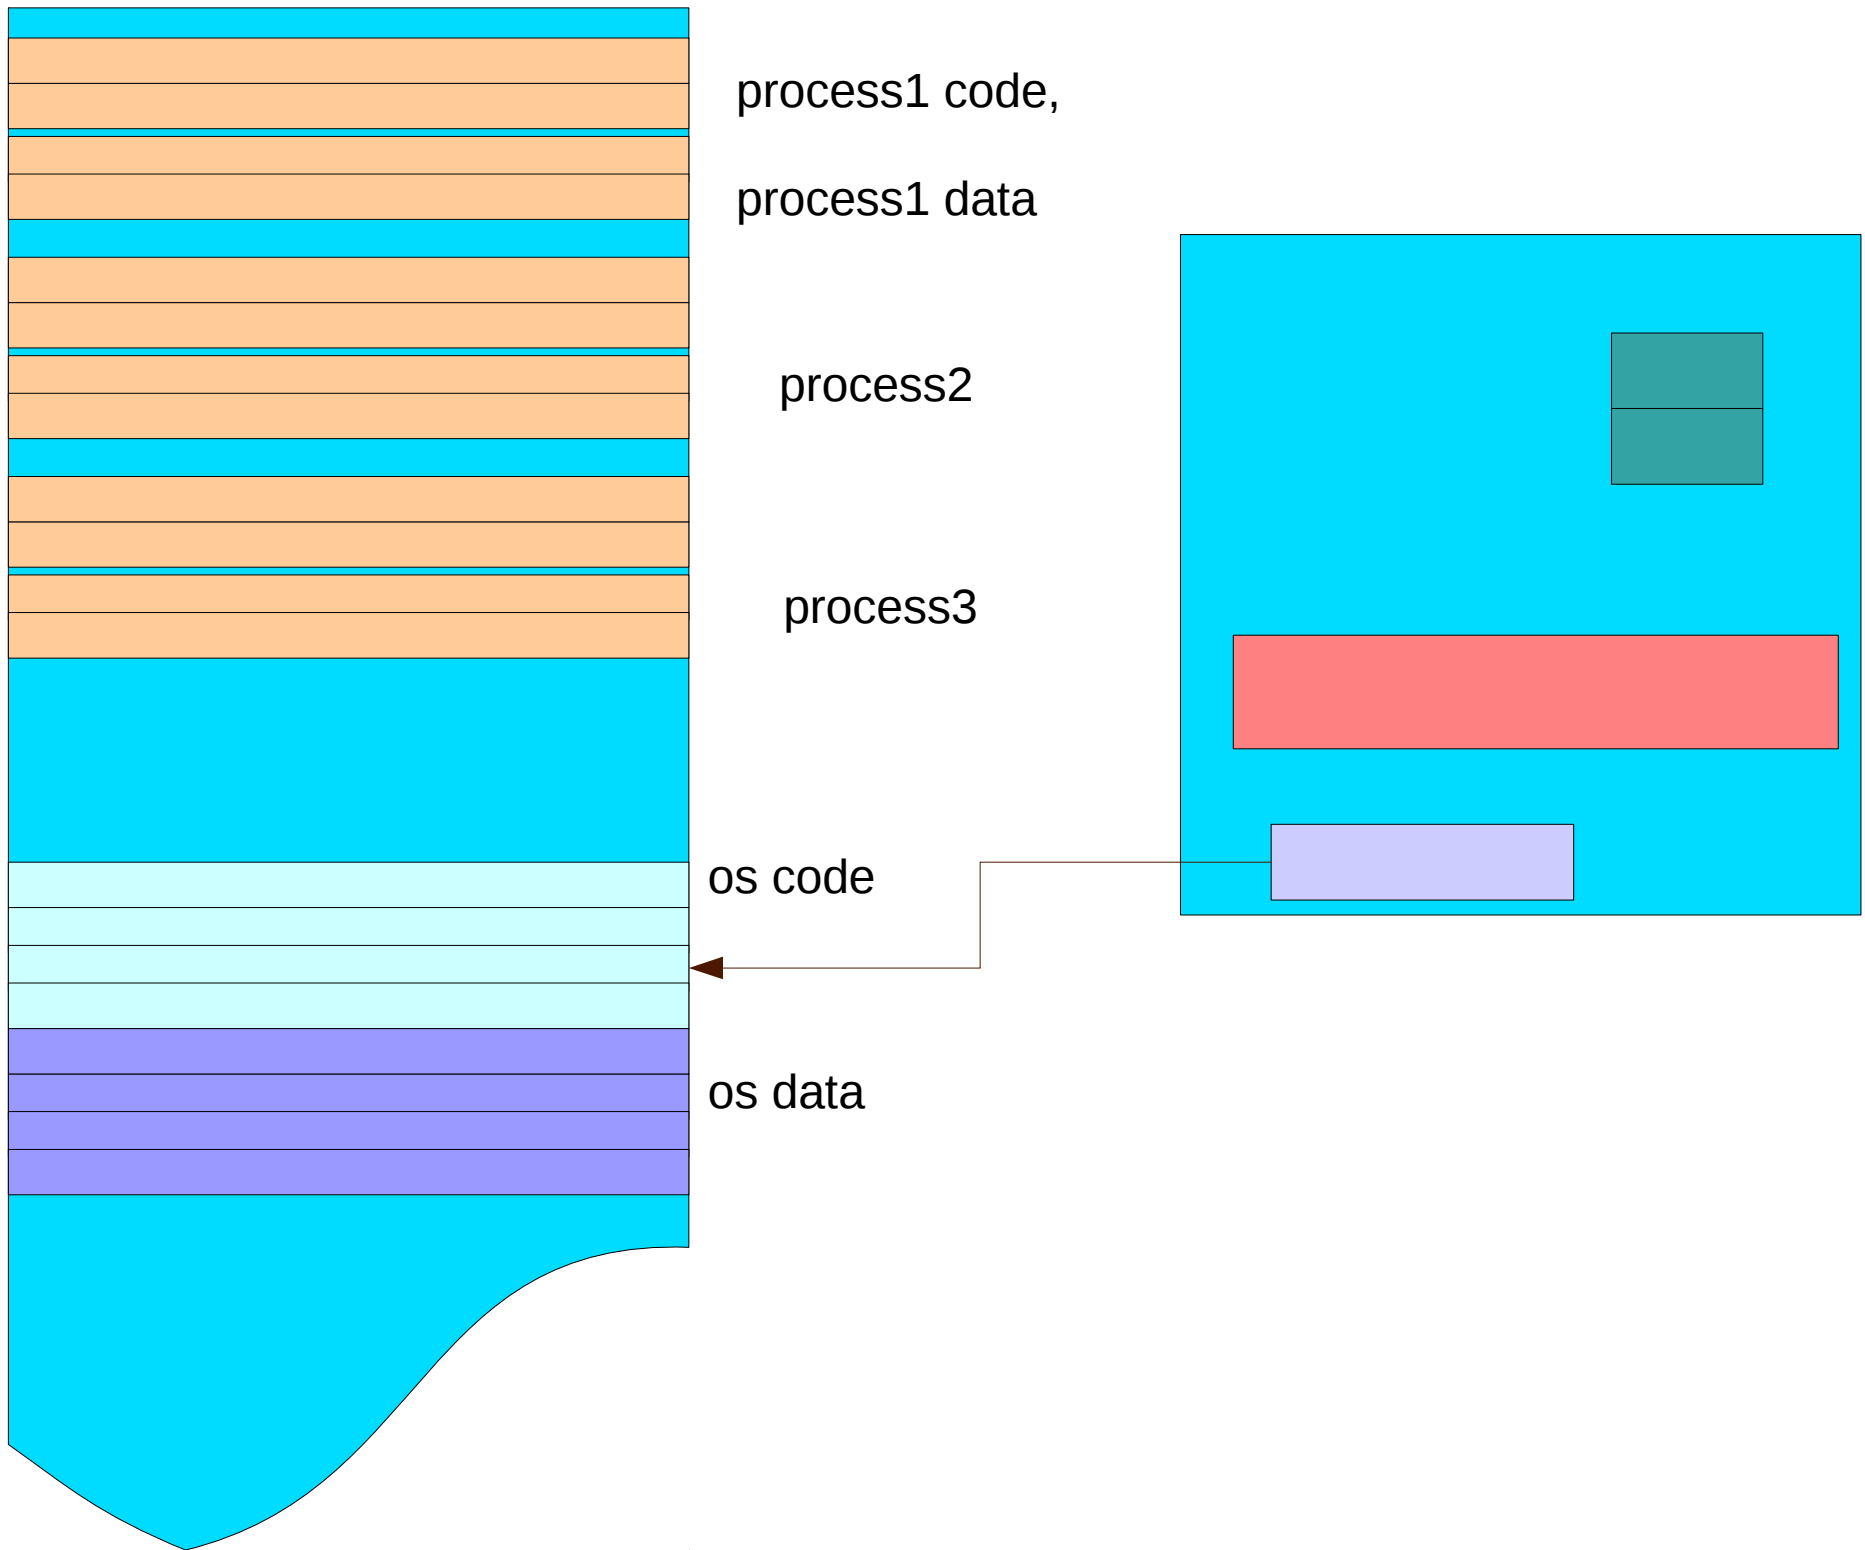 process1 code,
process1 data
process2
process3
os code
os data